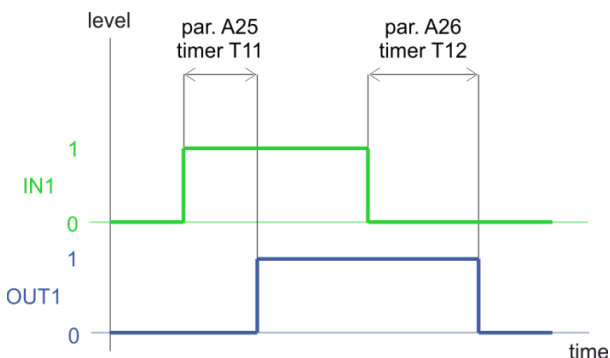 level
par. A25
timer T11
par. A26
timer T12
1
IN1
0
1
OUT1
0
time